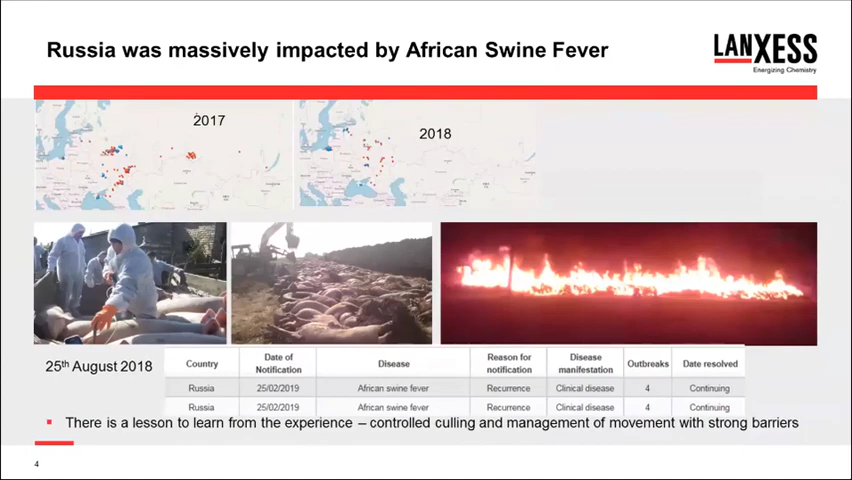 Russia was massively impacted by African Swine Fever
LANXESS
Energizing Chemistry
2017
2018
25th August 2018
Country Date of Notification Disease Reason for notification Disease manifestation Outbreaks Date resolved
Russia 25/02/2019 African swine fever Recurrence Clinical disease 4 Continuing
Russia 25/02/2019 African swine fever Recurrence Clinical disease 4 Continuing
There is a lesson to learn from the experience – controlled culling and management of movement with strong barriers
4